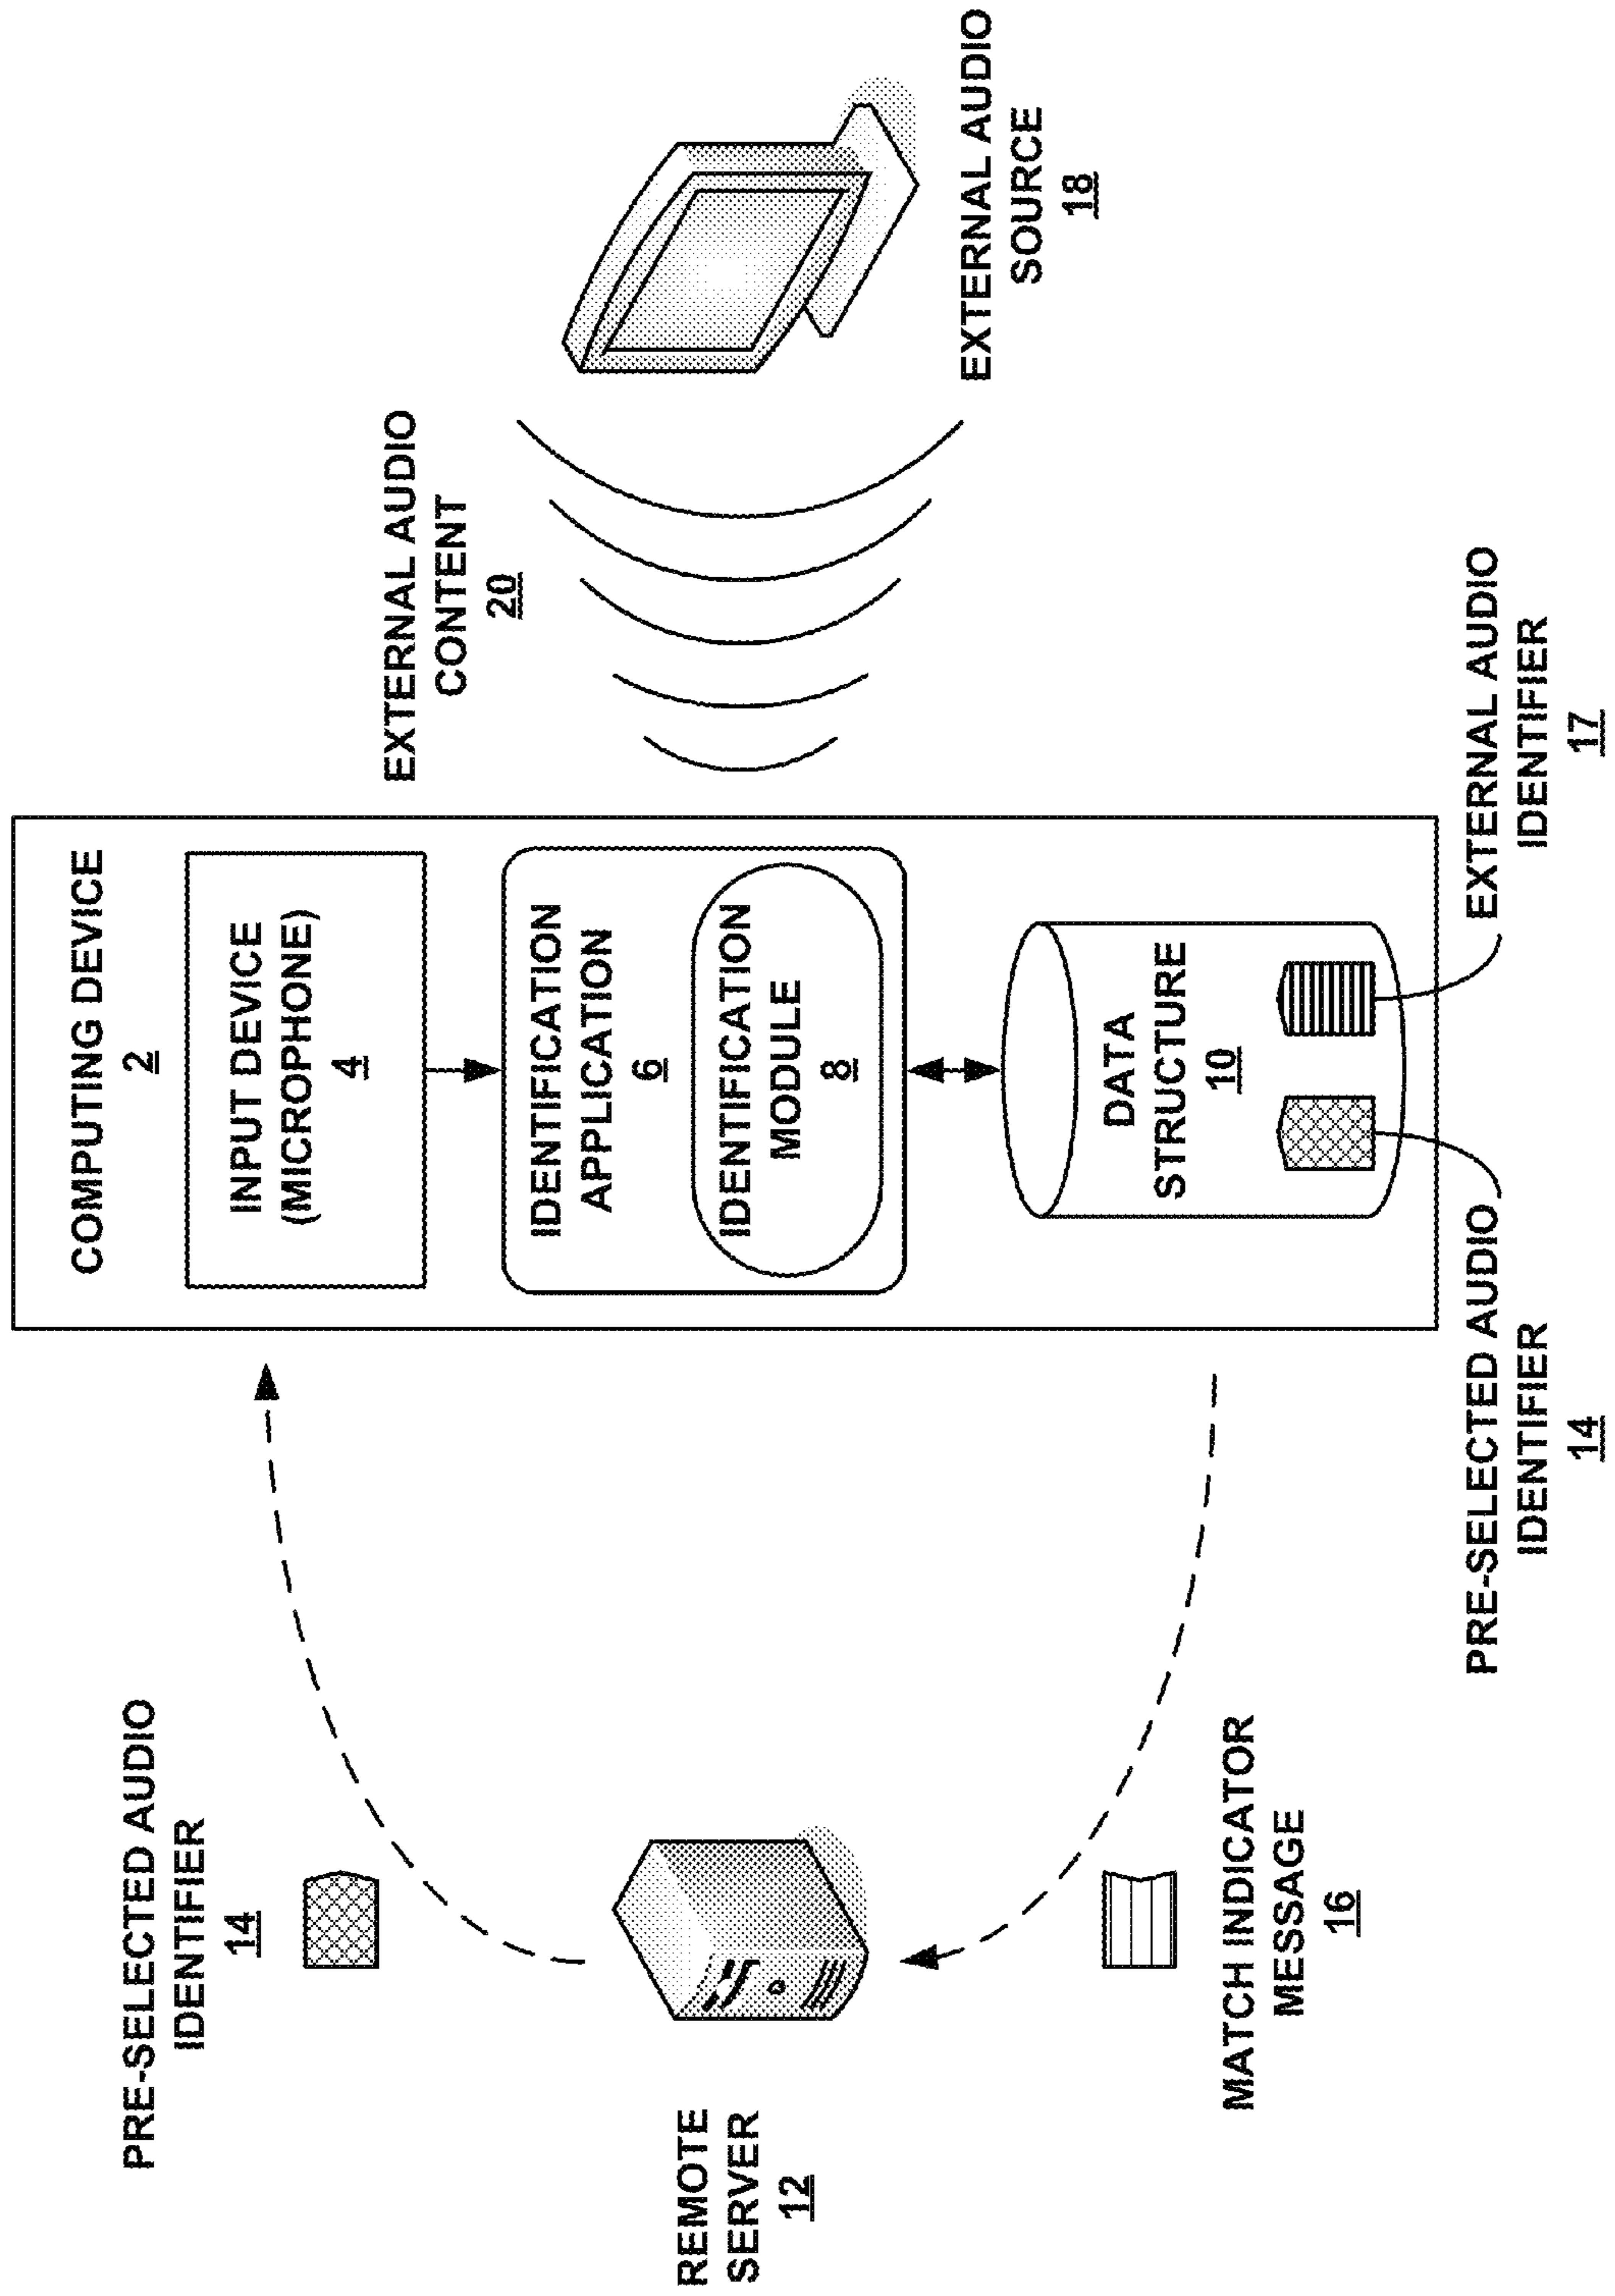 PRE-SELECTED AUDIO
IDENTIFIER
14
REMOTE
SERVER
12
MATCH INDICATOR
MESSAGE
16
COMPUTING DEVICE
2
INPUT DEVICE
(MICROPHONE)
4
IDENTIFICATION
APPLICATION
6
IDENTIFICATION
MODULE
8
DATA
STRUCTURE
10
PRE-SELECTED AUDIO
IDENTIFIER
14
EXTERNAL AUDIO
IDENTIFIER
17
EXTERNAL AUDIO
CONTENT
20
EXTERNAL AUDIO
SOURCE
18